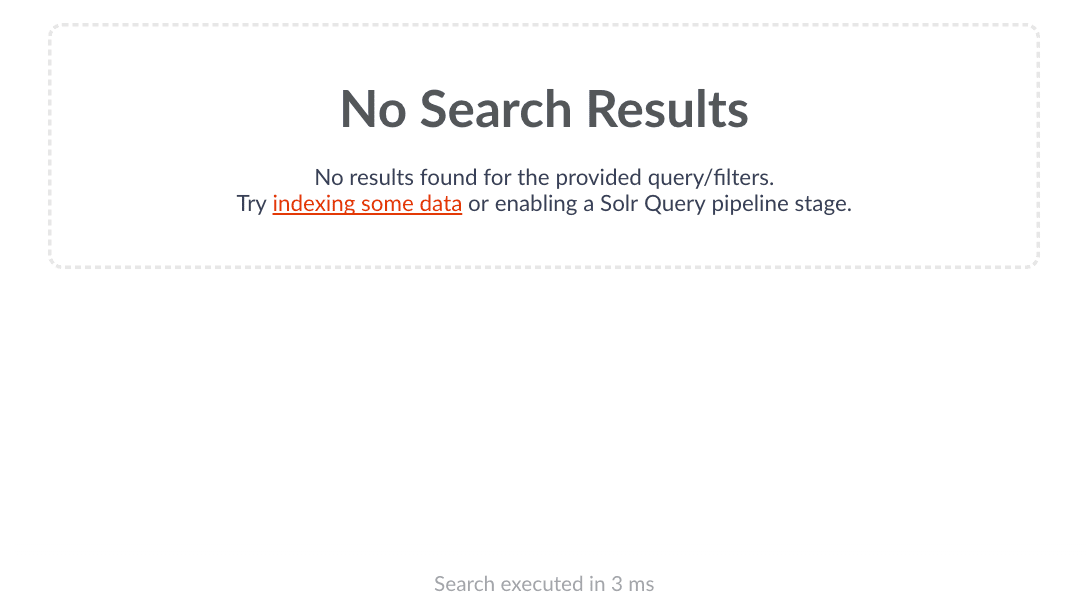 No Search Results
No results found for the provided query/filters.
Try indexing some data or enabling a Solr Query pipeline stage.
Search executed in 3 ms